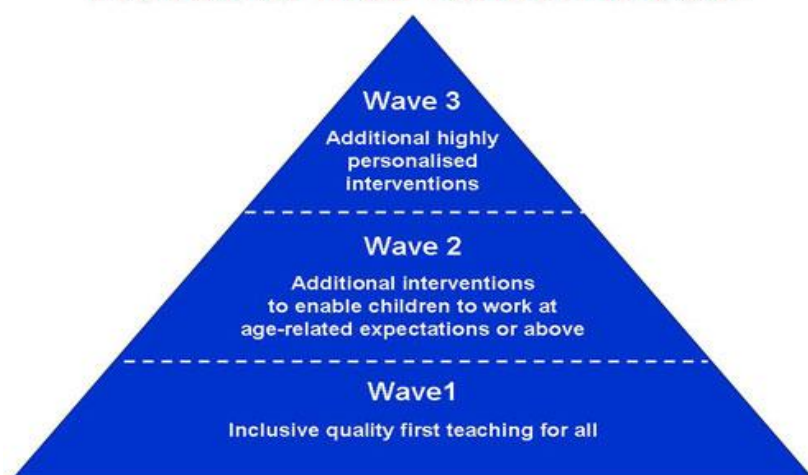 Wave 3
Additional highly
personalised
interventions
Wave 2
Additional interventions
to enable children to work at
age-related expectations or above
Wave1
Inclusive quality first teaching for all